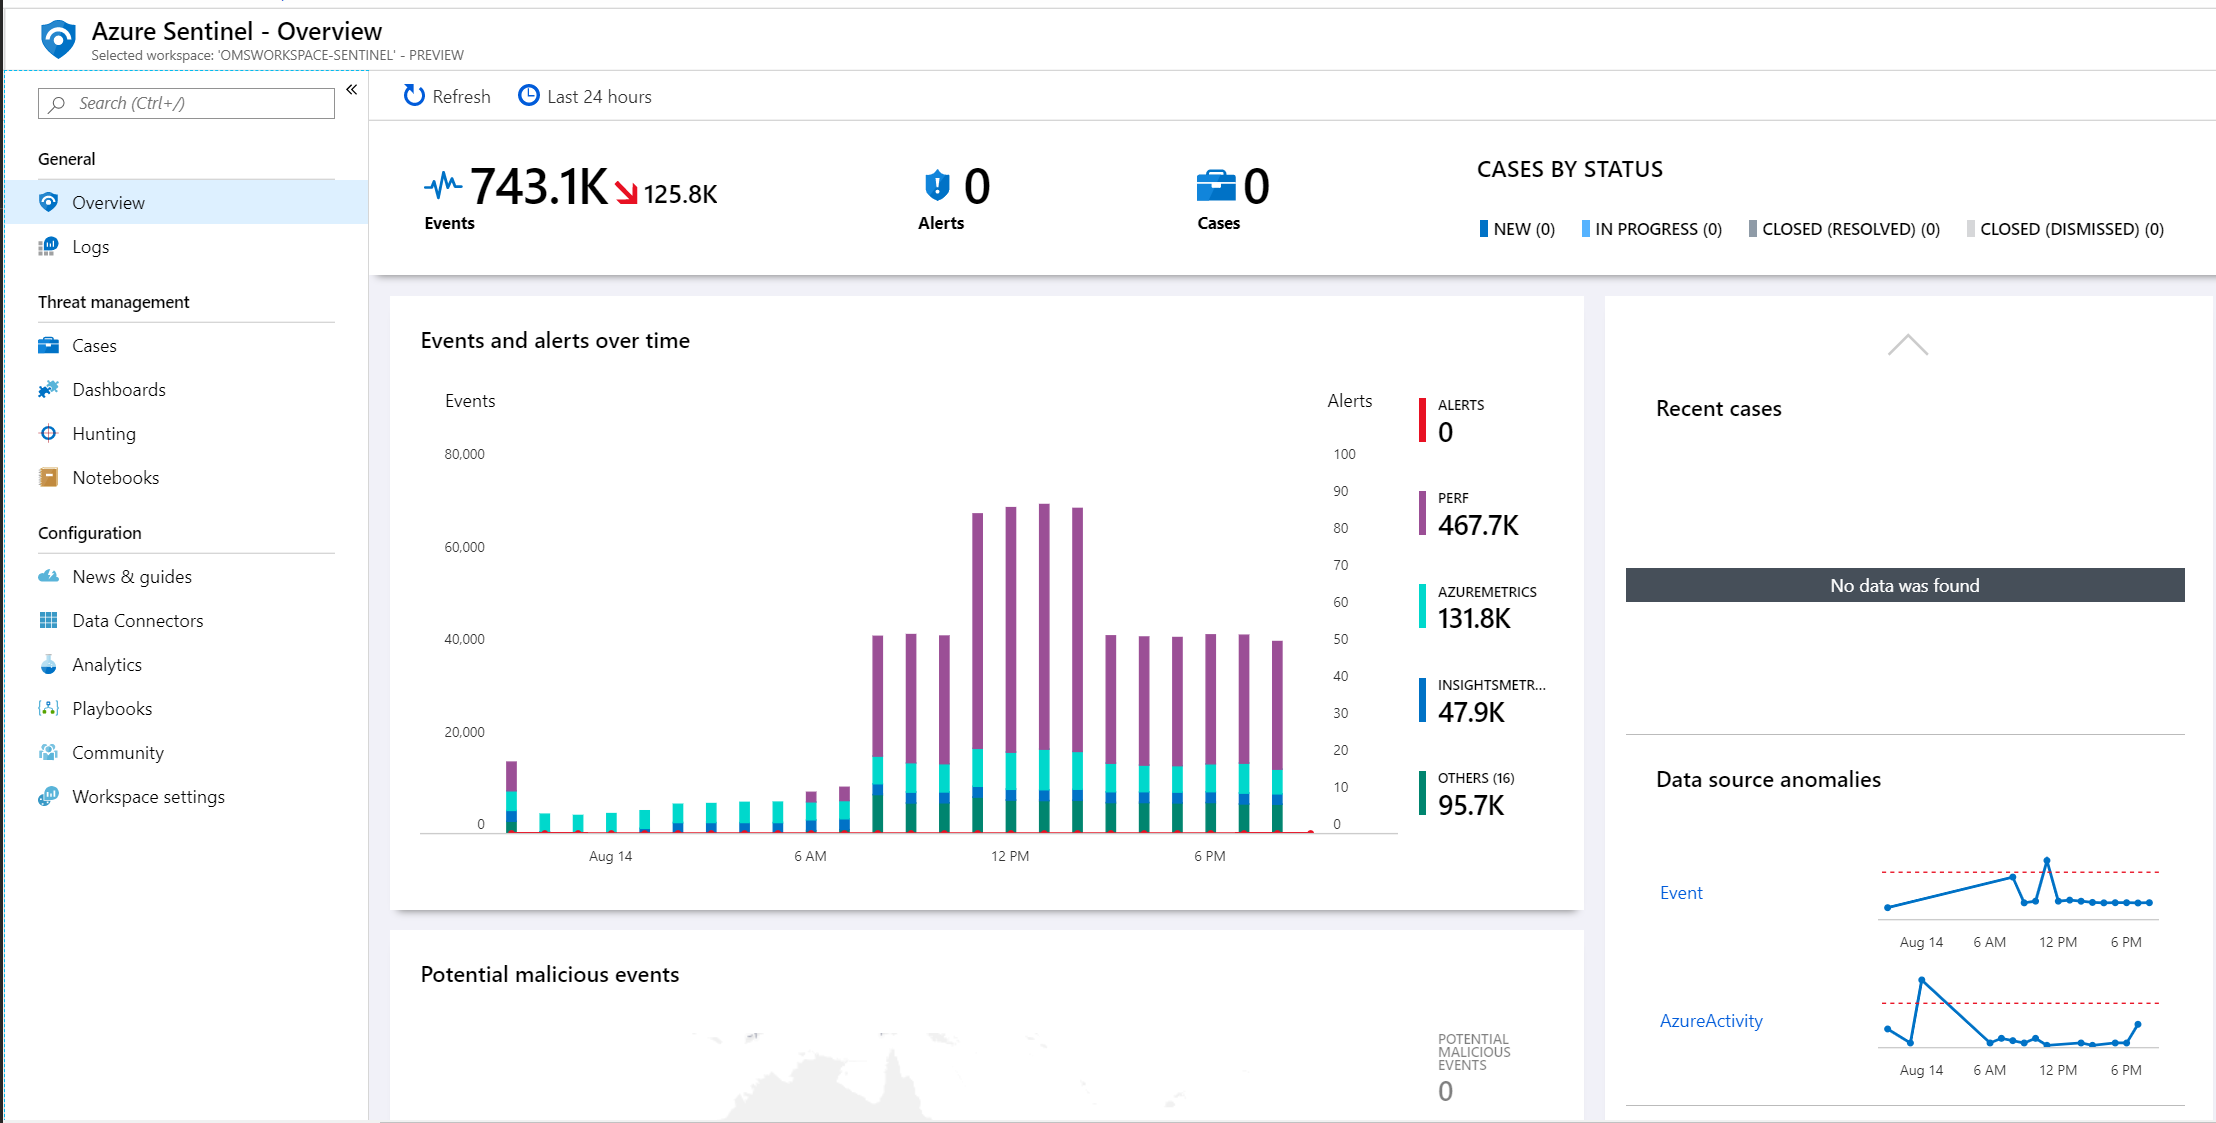 Azure Sentinel - Overview
Selected workspace: 'OMSWORKSPACE-SENTINEL' - PREVIEW
Search (Ctrl+/)
«
General
Overview
Logs
Threat management
Cases
Dashboards
Hunting
Notebooks
Configuration
News & guides
Data Connectors
Analytics
Playbooks
Community
Workspace settings
Refresh
Last 24 hours
743.1K 125.8K
Events
0
Alerts
0
Cases
CASES BY STATUS
NEW (0) IN PROGRESS (0) CLOSED (RESOLVED) (0) CLOSED (DISMISSED) (0)
Events and alerts over time
Events
80,000
60,000
40,000
20,000
0
Aug 14 6 AM 12 PM 6 PM
Alerts
100
90
80
70
60
50
40
30
20
10
0
ALERTS
0
PERF
467.7K
AZUREMETRICS
131.8K
INSIGHTSMETR...
47.9K
OTHERS (16)
95.7K
Potential malicious events
POTENTIAL
MALICIOUS
EVENTS
0
Recent cases
No data was found
Data source anomalies
Event
Aug 14 6 AM 12 PM 6 PM
AzureActivity
Aug 14 6 AM 12 PM 6 PM